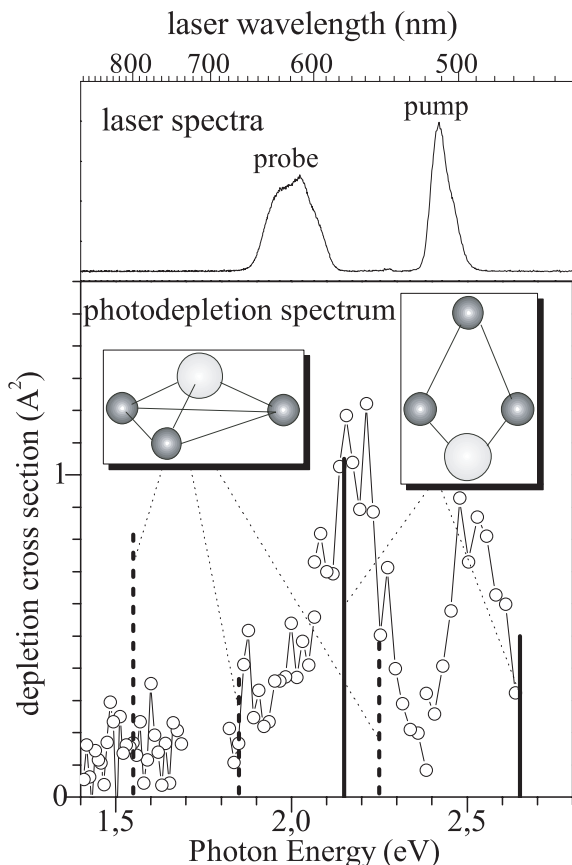 laser wavelength (nm)
800 700 600 500
laser spectra
pump
probe
photodepletion spectrum
depletion cross section (A²)
1
0
1,5 2,0 2,5
Photon Energy (eV)